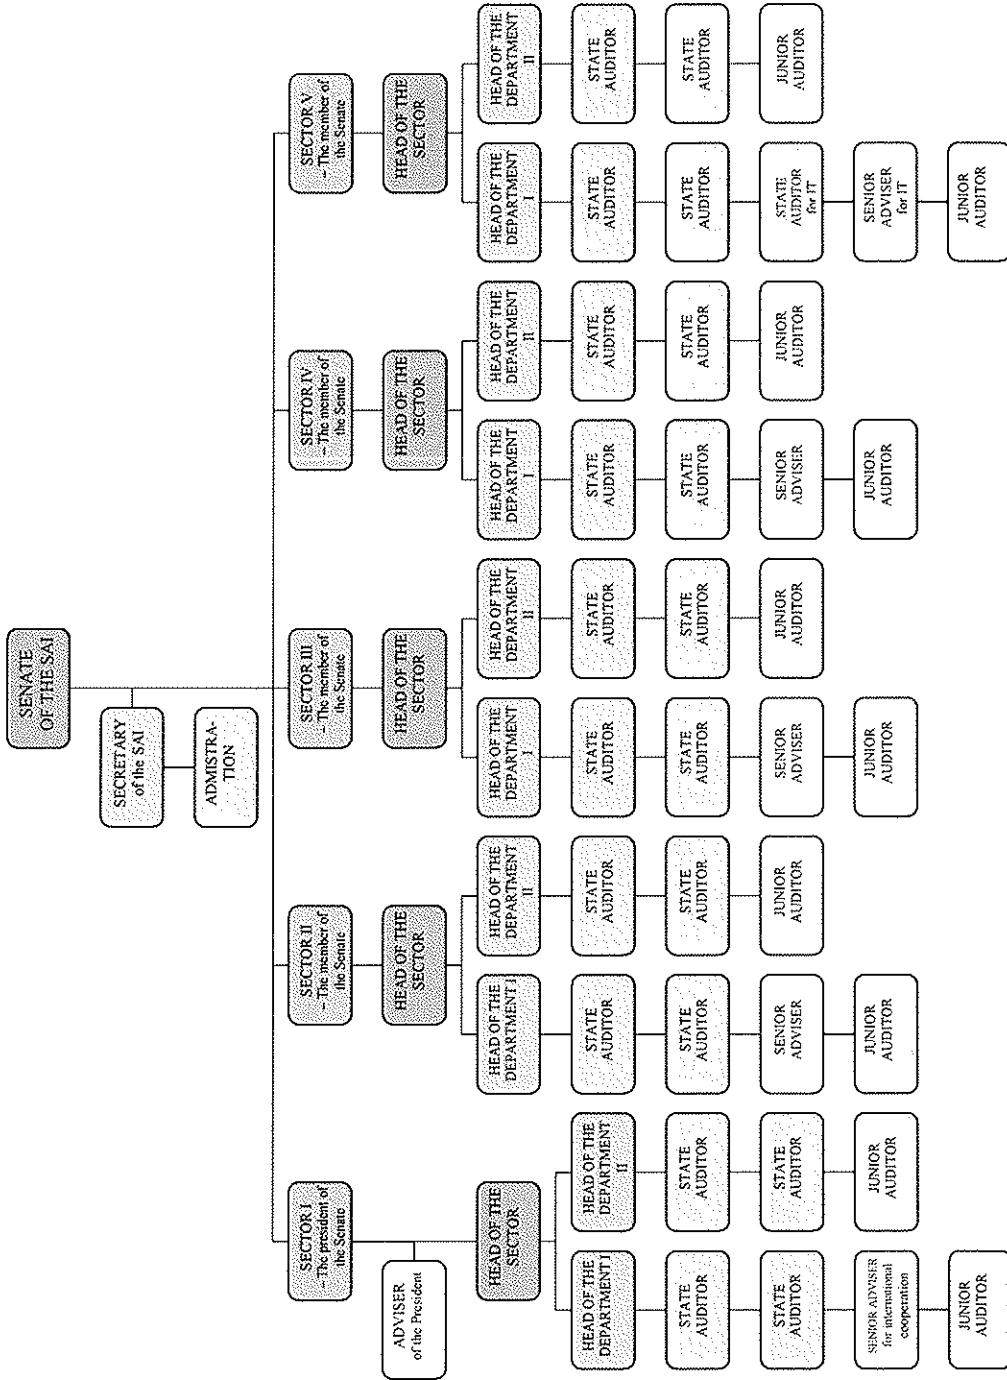 SENATE
OF THE SAI
SECRETARY
of the SAI
ADMISTRA-
TION
SECTOR I
– The president of
the Senate
ADVISER
of the President
HEAD OF THE
SECTOR
HEAD OF THE
DEPARTMENT I
STATE
AUDITOR
STATE
AUDITOR
SENIOR ADVISER
for international
cooperation
JUNIOR
AUDITOR
HEAD OF THE
DEPARTMENT
II
STATE
AUDITOR
STATE
AUDITOR
JUNIOR
AUDITOR
SECTOR II
– The member of
the Senate
HEAD OF THE
SECTOR
HEAD OF THE
DEPARTMENT I
STATE
AUDITOR
STATE
AUDITOR
SENIOR
ADVISER
JUNIOR
AUDITOR
HEAD OF THE
DEPARTMENT
II
STATE
AUDITOR
STATE
AUDITOR
JUNIOR
AUDITOR
SECTOR III
– The member of
the Senate
HEAD OF THE
SECTOR
HEAD OF THE
DEPARTMENT
I
STATE
AUDITOR
STATE
AUDITOR
SENIOR
ADVISER
JUNIOR
AUDITOR
HEAD OF THE
DEPARTMENT
II
STATE
AUDITOR
STATE
AUDITOR
JUNIOR
AUDITOR
SECTOR IV
– The member of
the Senate
HEAD OF THE
SECTOR
HEAD OF THE
DEPARTMENT
I
STATE
AUDITOR
STATE
AUDITOR
SENIOR
ADVISER
JUNIOR
AUDITOR
HEAD OF THE
DEPARTMENT
II
STATE
AUDITOR
STATE
AUDITOR
JUNIOR
AUDITOR
SECTOR V
– The member of
the Senate
HEAD OF THE
SECTOR
HEAD OF THE
DEPARTMENT
I
STATE
AUDITOR
STATE
AUDITOR
STATE
AUDITOR
for IT
SENIOR
ADVISER
for IT
JUNIOR
AUDITOR
HEAD OF THE
DEPARTMENT
II
STATE
AUDITOR
STATE
AUDITOR
JUNIOR
AUDITOR